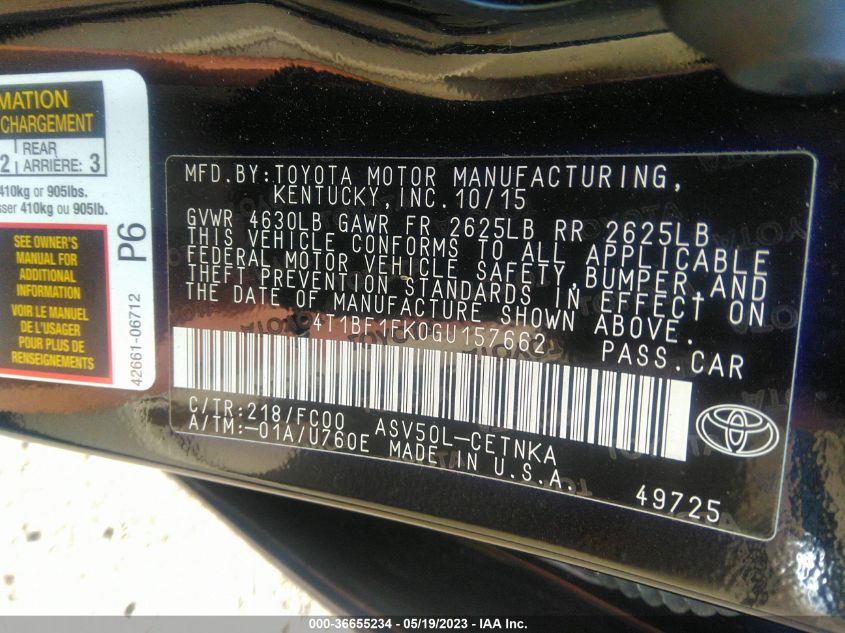 MATION
CHARGEMENT
2 REAR
ARRIÈRE: 3
410kg or 905lbs.
sser 410kg ou 905lb.
SEE OWNER'S
MANUAL FOR
ADDITIONAL
INFORMATION
VOIR LE MANUEL
DE L'USAGER
POUR PLUS DE
RENSEIGNEMENTS
P6
42661-06712
MFD.BY:TOYOTA MOTOR MANUFACTURING,
KENTUCKY,INC.10/15
GVWR 4630LB GAWR FR 2625LB RR 2625LB
THIS VEHICLE CONFORMS TO ALL APPLICABLE
FEDERAL MOTOR VEHICLE SAFETY,BUMPER,AND
THEFT PREVENTION STANDARDS IN EFFECT ON
THE DATE OF MANUFACTURE SHOWN ABOVE.
4T1BF1FK0GU157662 PASS.CAR
C/TR:218/FC00 ASV50L-CETNKA
A/TM:-01A/U760E MADE IN U.S.A.
49725
000-36655234 - 05/19/2023 - IAA Inc.